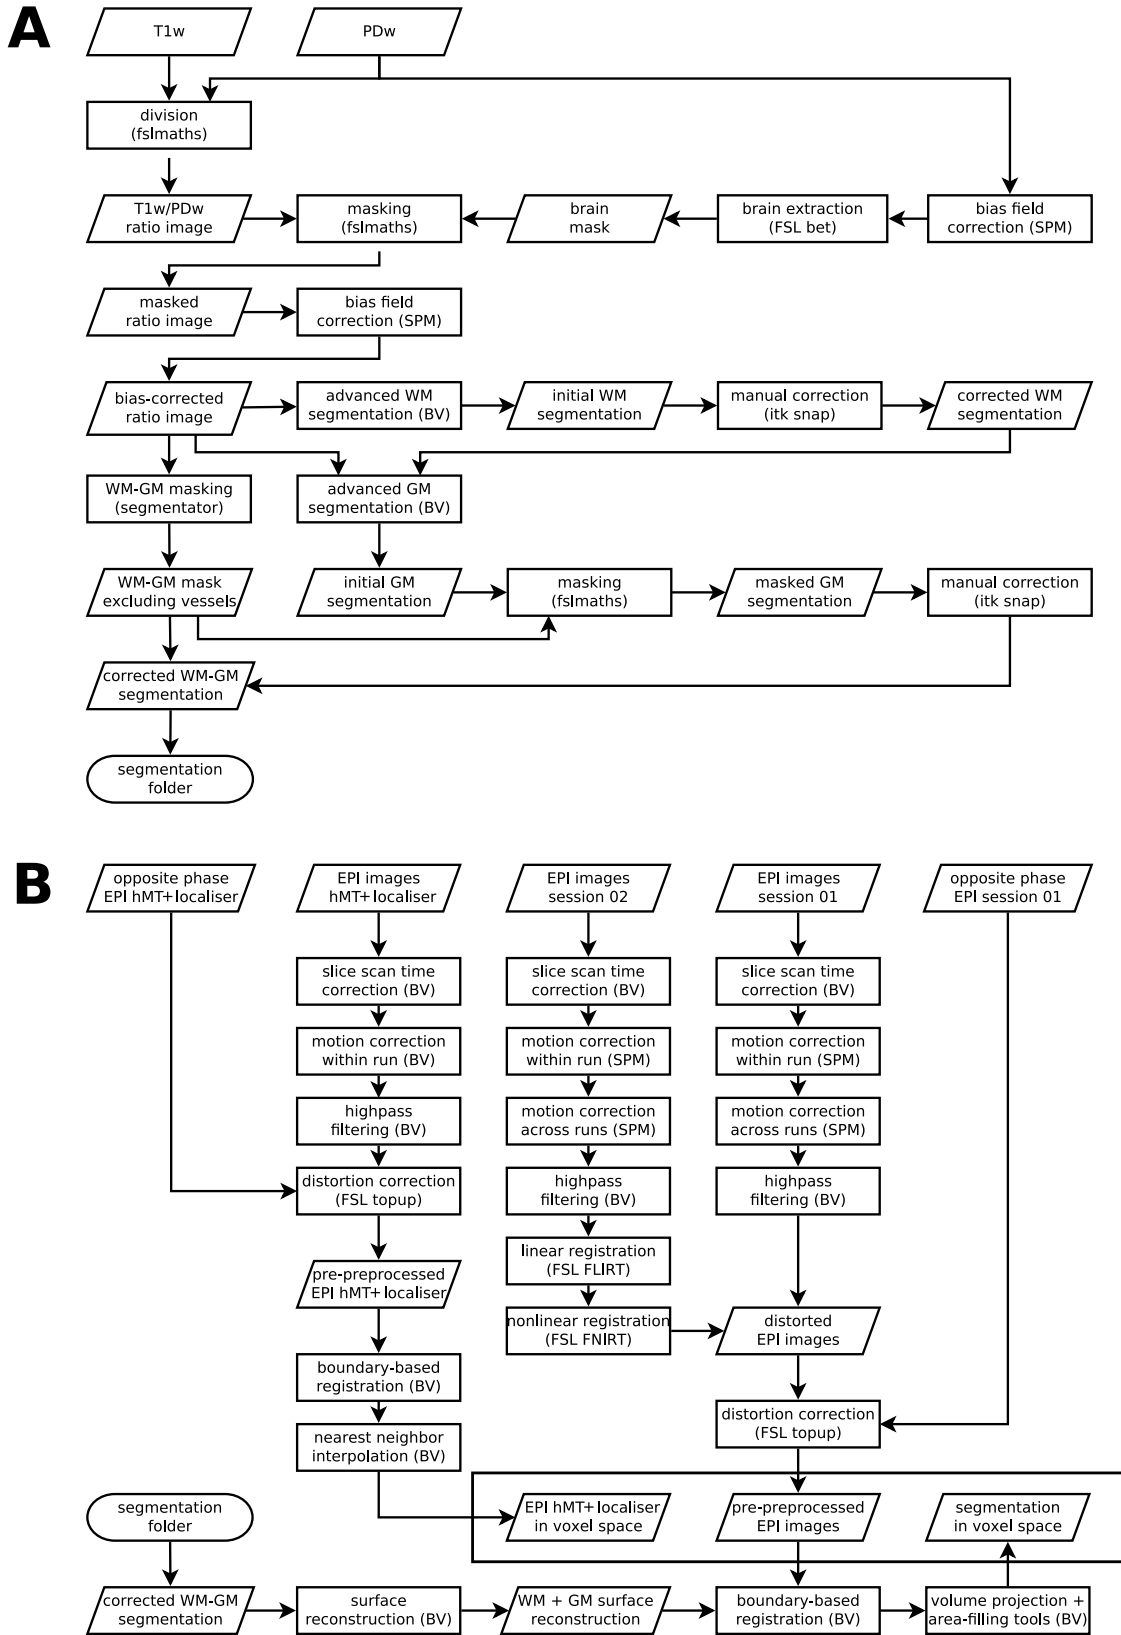 A
T1w
PDw
division
(fslmaths)
T1w/PDw
ratio image
masking
(fslmaths)
brain
mask
brain extraction
(FSL bet)
bias field
correction (SPM)
masked
ratio image
bias field
correction (SPM)
bias-corrected
ratio image
advanced WM
segmentation (BV)
initial WM
segmentation
manual correction
(itk snap)
corrected WM
segmentation
WM-GM masking
(segmentator)
advanced GM
segmentation (BV)
WM-GM mask
excluding vessels
initial GM
segmentation
masking
(fslmaths)
masked GM
segmentation
manual correction
(itk snap)
corrected WM-GM
segmentation
segmentation
folder
B
opposite phase
EPI hMT+localiser
EPI images
hMT+localiser
EPI images
session 02
EPI images
session 01
opposite phase
EPI session 01
slice scan time
correction (BV)
slice scan time
correction (BV)
slice scan time
correction (BV)
motion correction
within run (BV)
motion correction
within run (SPM)
motion correction
within run (SPM)
highpass
filtering (BV)
motion correction
across runs (SPM)
motion correction
across runs (SPM)
distortion correction
(FSL topup)
highpass
filtering (BV)
highpass
filtering (BV)
pre-preprocessed
EPI hMT+localiser
linear registration
(FSL FLIRT)
nonlinear registration
(FSL FNIRT)
distorted
EPI images
boundary-based
registration (BV)
distortion correction
(FSL topup)
nearest neighbor
interpolation (BV)
segmentation
folder
EPI hMT+localiser
in voxel space
pre-preprocessed
EPI images
segmentation
in voxel space
corrected WM-GM
segmentation
surface
reconstruction (BV)
WM + GM surface
reconstruction
boundary-based
registration (BV)
volume projection +
area-filling tools (BV)